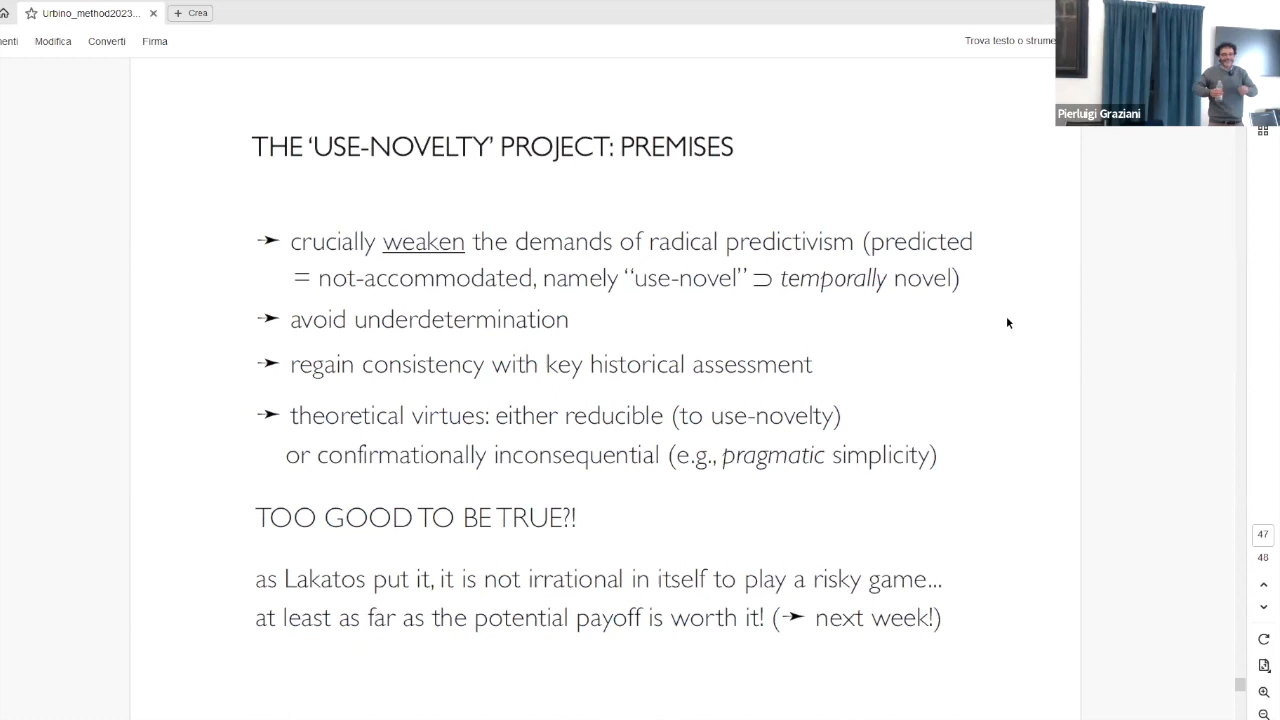 Urbino_method2023...
Crea
menti
Modifica
Converti
Firma
Trova testo o strume
Pierluigi Graziani
THE ‘USE-NOVELTY’ PROJECT: PREMISES
➛ crucially weaken the demands of radical predictivism (predicted
= not-accommodated, namely “use-novel” ⊃ temporally novel)
➛ avoid underdetermination
➛ regain consistency with key historical assessment
➛ theoretical virtues: either reducible (to use-novelty)
or confirmationally inconsequential (e.g., pragmatic simplicity)
TOO GOOD TO BE TRUE?!
as Lakatos put it, it is not irrational in itself to play a risky game...
at least as far as the potential payoff is worth it! (➛ next week!)
47
48